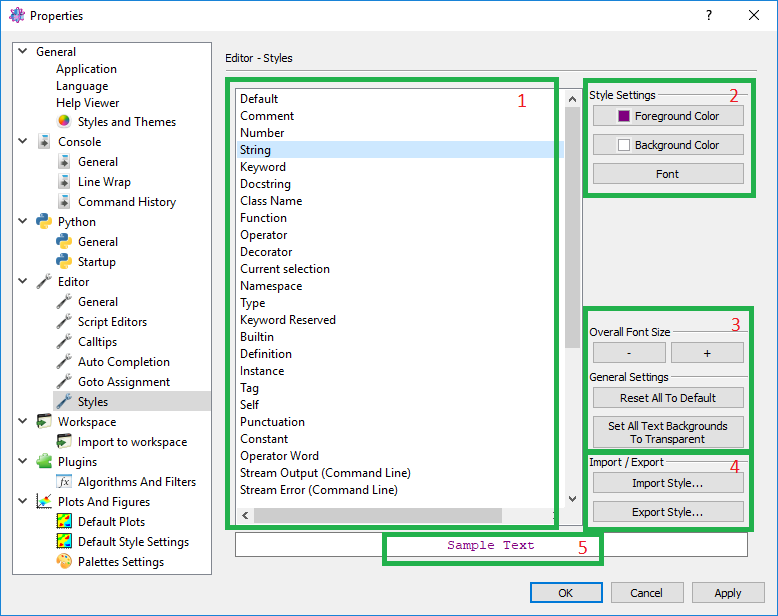 Properties
?
General
Application
Language
Help Viewer
Styles and Themes
Console
General
Line Wrap
Command History
Python
General
Startup
Editor
General
Script Editors
Calltips
Auto Completion
Goto Assignment
Styles
Workspace
Import to workspace
Plugins
fx Algorithms And Filters
Plots And Figures
Default Plots
Default Style Settings
Palettes Settings
Editor - Styles
1
Default
Comment
Number
String
Keyword
Docstring
Class Name
Function
Operator
Decorator
Current selection
Namespace
Type
Keyword Reserved
Builtin
Definition
Instance
Tag
Self
Punctuation
Constant
Operator Word
Stream Output (Command Line)
Stream Error (Command Line)
Style Settings 2
Foreground Color
Background Color
Font
Overall Font Size 3
- +
General Settings
Reset All To Default
Set All Text Backgrounds
To Transparent
Import / Export 4
Import Style...
Export Style...
Sample Text 5
OK Cancel Apply